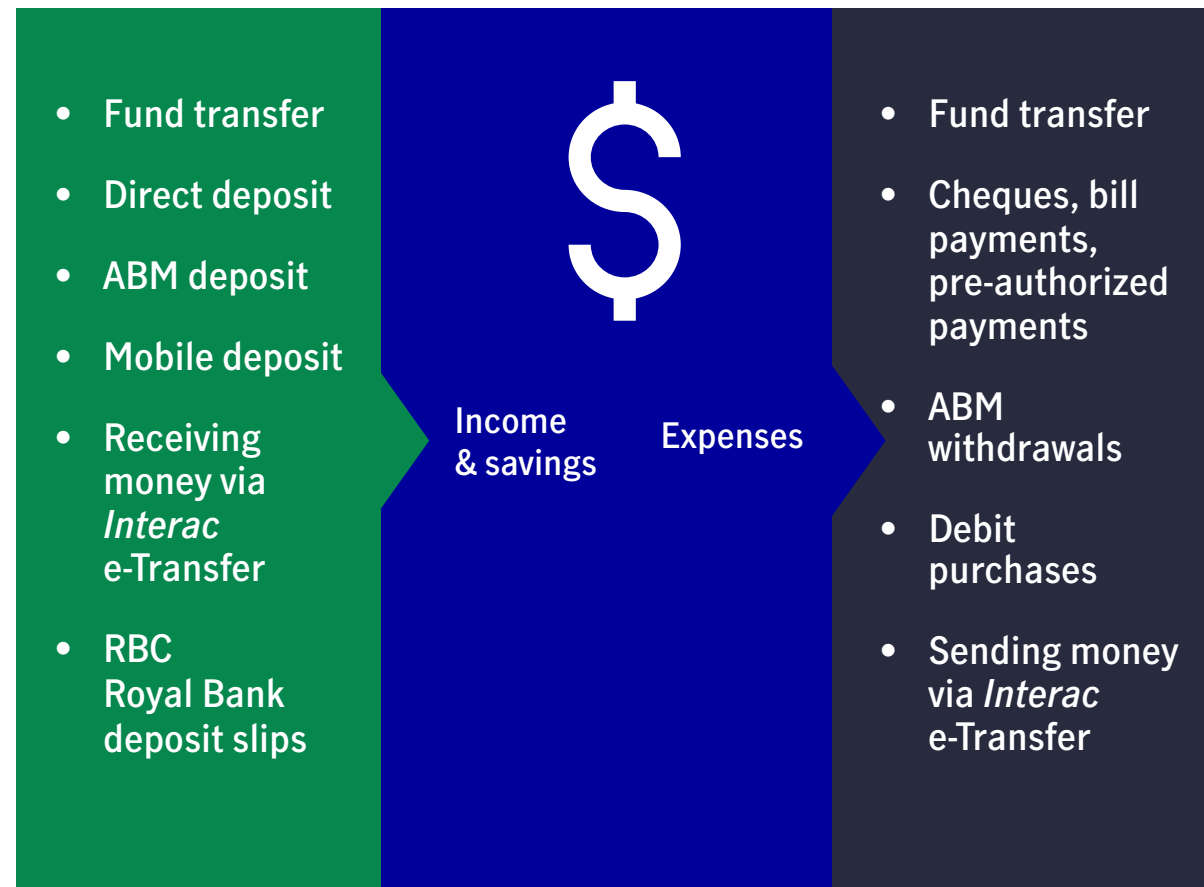 • Fund transfer
• Direct deposit
• ABM deposit
• Mobile deposit
• Receiving
money via
Interac
e-Transfer
• RBC
Royal Bank
deposit slips
$
Income
& savings
Expenses
• Fund transfer
• Cheques, bill
payments,
pre-authorized
payments
• ABM
withdrawals
• Debit
purchases
• Sending money
via Interac
e-Transfer